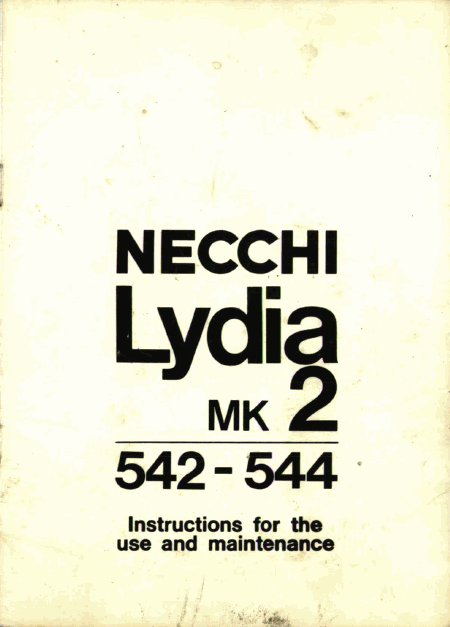 NECCHI
Lydia
MK 2
542 - 544
Instructions for the
use and maintenance